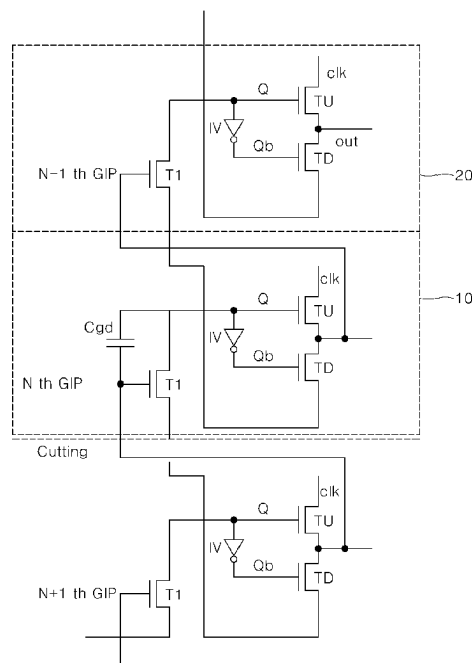 clk
Q
TU
IV
out
Qb
TD
N-1 th GIP
T1
20
clk
10
Q
TU
Cgd
IV
Qb
TD
N th GIP
T1
Cutting
clk
Q
TU
IV
Qb
TD
N+1 th GIP
T1